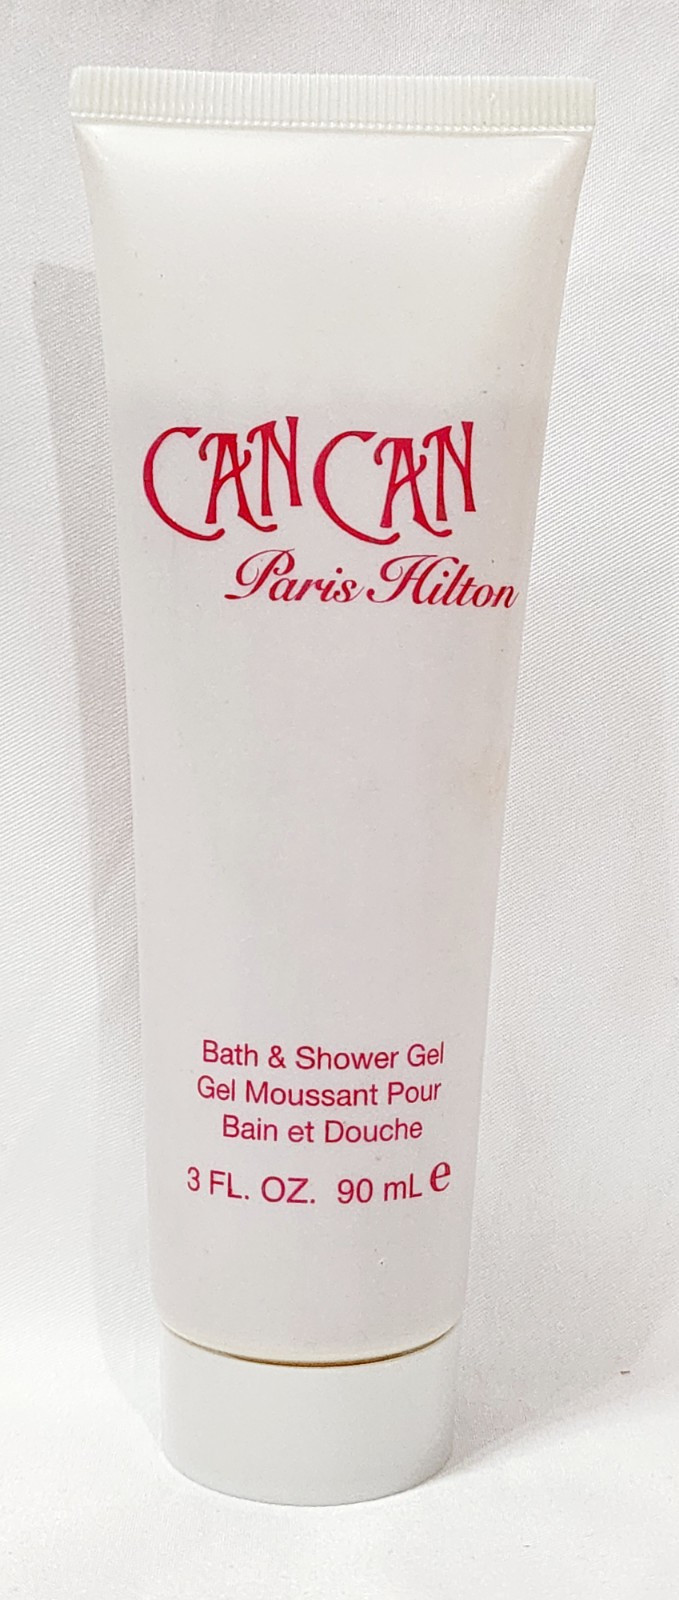 CAN CAN
Paris Hilton
Bath & Shower Gel
Gel Moussant Pour
Bain et Douche
3 FL. OZ. 90 mL ℮